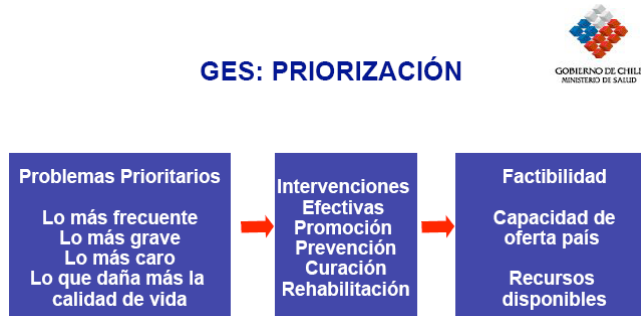 GES: PRIORIZACIÓN
GOBIERNO DE CHILE
MINISTERIO DE SALUD
Problemas Prioritarios
Lo más frecuente
Lo más grave
Lo más caro
Lo que daña más la
calidad de vida
Intervenciones
Efectivas
Promoción
Prevención
Curación
Rehabilitación
Factibilidad
Capacidad de
oferta país
Recursos
disponibles